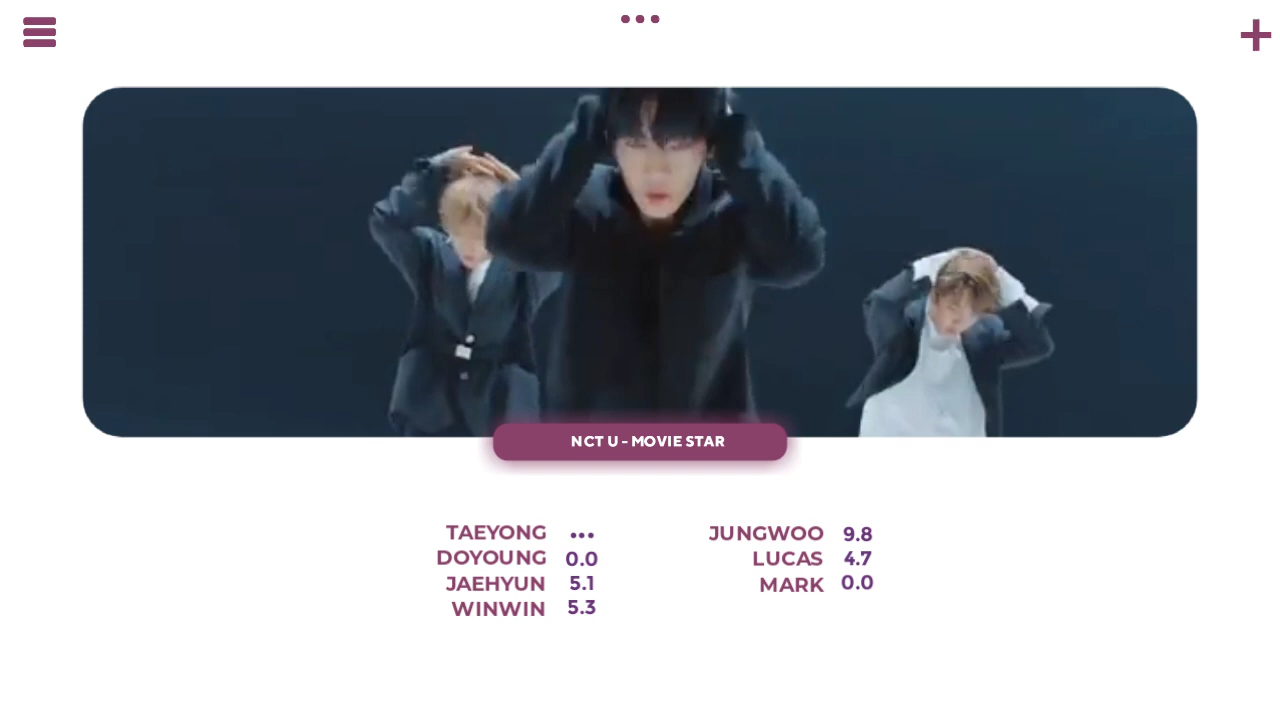 NCT U - MOVIE STAR
TAEYONG •••
DOYOUNG 0.0
JAEHYUN 5.1
WINWIN 5.3
JUNGWOO 9.8
LUCAS 4.7
MARK 0.0